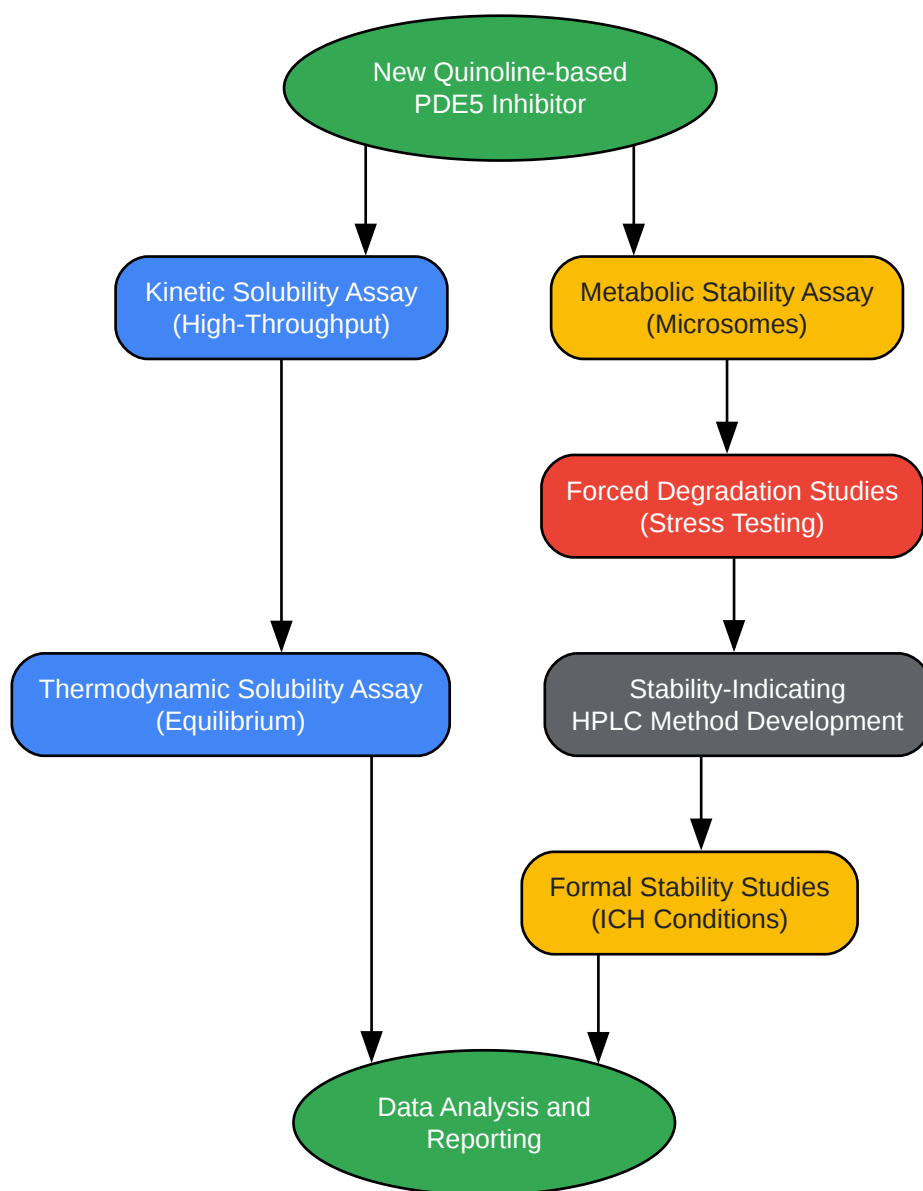 New Quinoline-based
PDE5 Inhibitor
Kinetic Solubility Assay
(High-Throughput)
Metabolic Stability Assay
(Microsomes)
Forced Degradation Studies
(Stress Testing)
Thermodynamic Solubility Assay
(Equilibrium)
Stability-Indicating
HPLC Method Development
Formal Stability Studies
(ICH Conditions)
Data Analysis and
Reporting